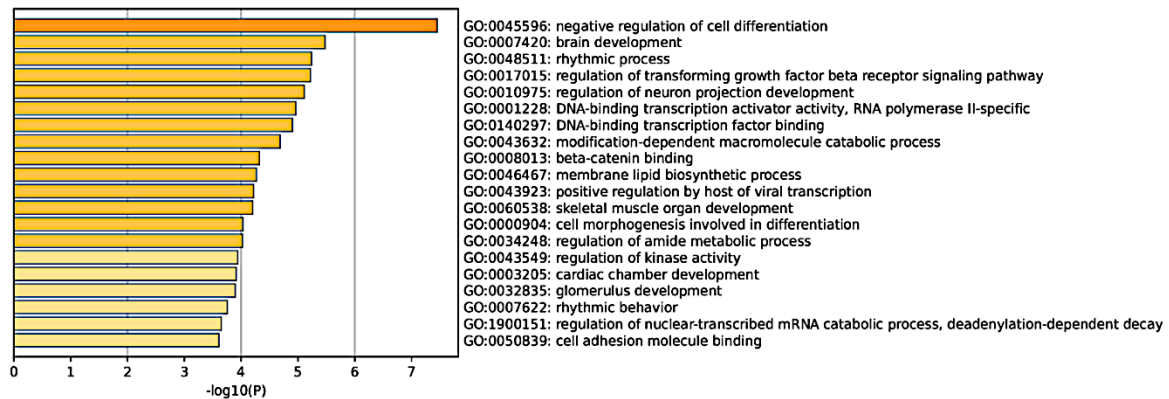 GO:0045596: negative regulation of cell differentiation
GO:0007420: brain development
GO:0048511: rhythmic process
GO:0017015: regulation of transforming growth factor beta receptor signaling pathway
GO:0010975: regulation of neuron projection development
GO:0001228: DNA-binding transcription activator activity, RNA polymerase II-specific
GO:0140297: DNA-binding transcription factor binding
GO:0043632: modification-dependent macromolecule catabolic process
GO:0008013: beta-catenin binding
GO:0046467: membrane lipid biosynthetic process
GO:0043923: positive regulation by host of viral transcription
GO:0060538: skeletal muscle organ development
GO:0000904: cell morphogenesis involved in differentiation
GO:0034248: regulation of amide metabolic process
GO:0043549: regulation of kinase activity
GO:0003205: cardiac chamber development
GO:0032835: glomerulus development
GO:0007622: rhythmic behavior
GO:1900151: regulation of nuclear-transcribed mRNA catabolic process, deadenylation-dependent decay
GO:0050839: cell adhesion molecule binding
0 1 2 3 4 5 6 7
-log10(P)